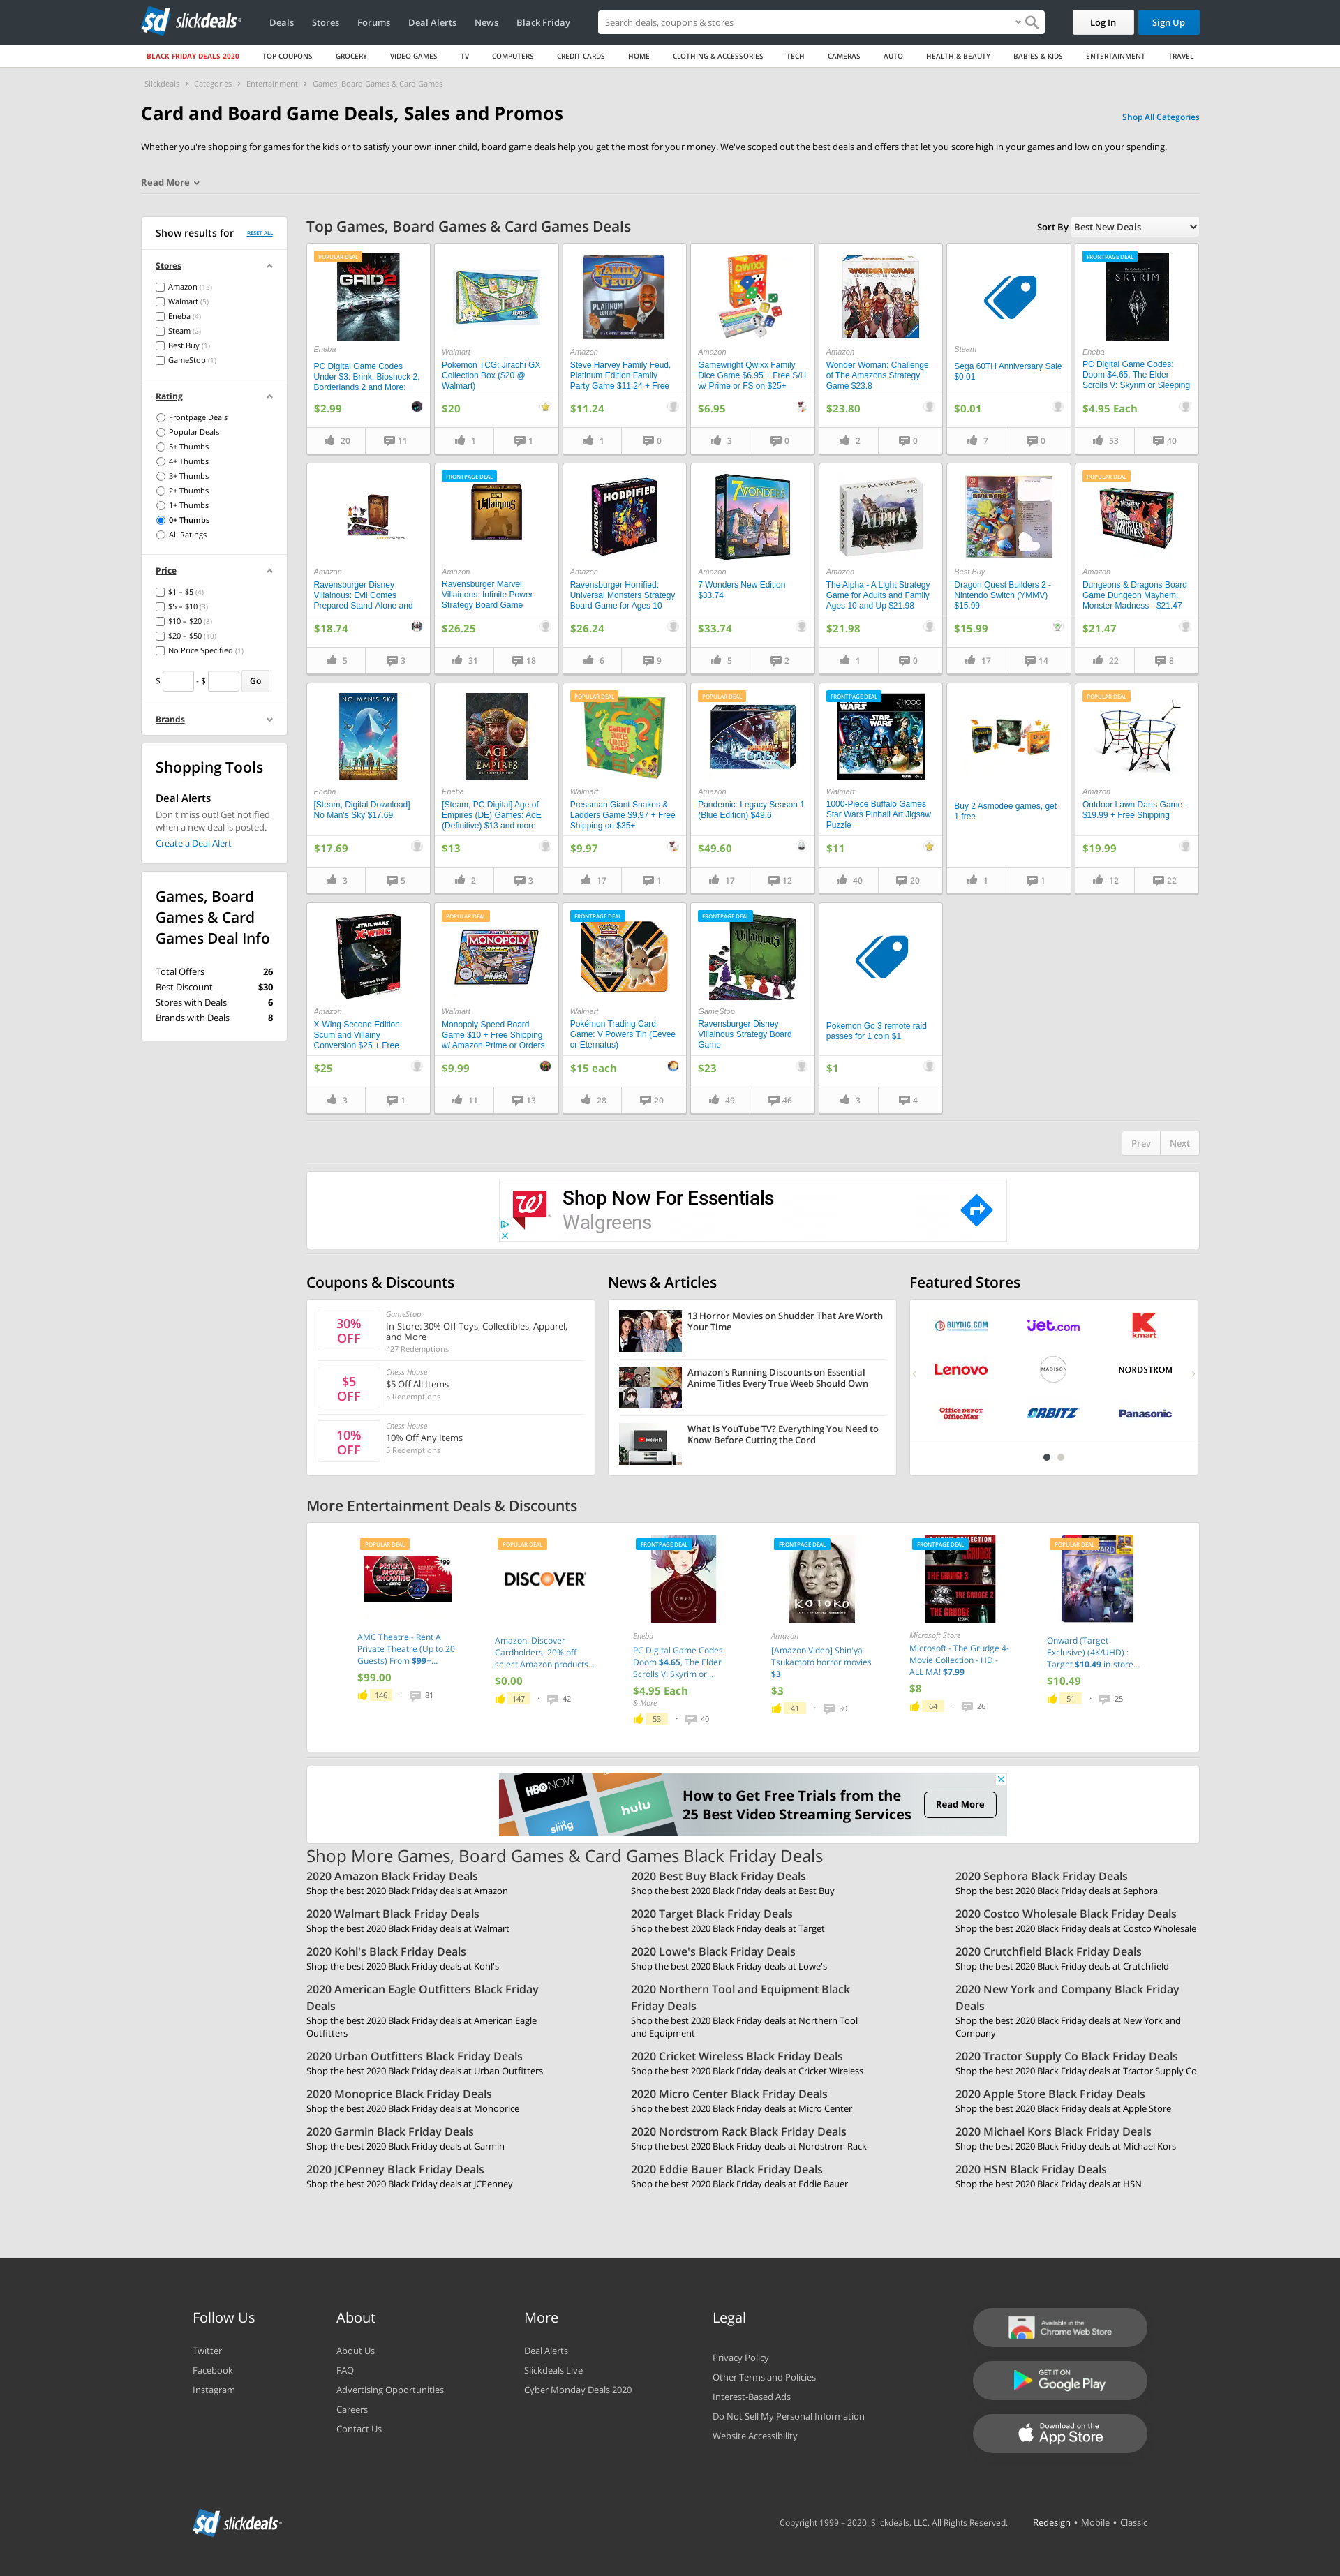 slickdeals
Deals
Stores
Forums
Deal Alerts
News
Black Friday
Search deals, coupons & stores
Log In
Sign Up
BLACK FRIDAY DEALS 2020
TOP COUPONS
GROCERY
VIDEO GAMES
TV
COMPUTERS
CREDIT CARDS
HOME
CLOTHING & ACCESSORIES
TECH
CAMERAS
AUTO
HEALTH & BEAUTY
BABIES & KIDS
ENTERTAINMENT
TRAVEL
Slickdeals > Categories > Entertainment > Games, Board Games & Card Games
Card and Board Game Deals, Sales and Promos
Shop All Categories
Whether you're shopping for games for the kids or to satisfy your own inner child, board game deals help you get the most for your money. We've scoped out the best deals and offers that let you score high in your games and low on your spending.
Read More
Show results for
RESET ALL
Stores
Amazon (15)
Walmart (5)
Eneba (4)
Steam (2)
Best Buy (1)
GameStop (1)
Rating
Frontpage Deals
Popular Deals
5+ Thumbs
4+ Thumbs
3+ Thumbs
2+ Thumbs
1+ Thumbs
0+ Thumbs
All Ratings
Price
$1 – $5 (4)
$5 – $10 (3)
$10 – $20 (8)
$20 – $50 (10)
No Price Specified (1)
$ - $ Go
Brands
Shopping Tools
Deal Alerts
Don't miss out! Get notified
when a new deal is posted.
Create a Deal Alert
Games, Board
Games & Card
Games Deal Info
Total Offers 26
Best Discount $30
Stores with Deals 6
Brands with Deals 8
Top Games, Board Games & Card Games Deals
Sort By Best New Deals
POPULAR DEAL
GRID 2
Eneba
PC Digital Game Codes
Under $3: Brink, Bioshock 2,
Borderlands 2 and More:
$2.99
20 11
Walmart
Pokemon TCG: Jirachi GX
Collection Box ($20 @
Walmart)
$20
1 1
FAMILY FEUD
PLATINUM EDITION
Amazon
Steve Harvey Family Feud,
Platinum Edition Family
Party Game $11.24 + Free
$11.24
1 0
QWIXX
Amazon
Gamewright Qwixx Family
Dice Game $6.95 + Free S/H
w/ Prime or FS on $25+
$6.95
3 0
WONDER WOMAN
Amazon
Wonder Woman: Challenge
of The Amazons Strategy
Game $23.8
$23.80
2 0
Steam
Sega 60TH Anniversary Sale
$0.01
$0.01
7 0
FRONTPAGE DEAL
SKYRIM
Eneba
PC Digital Game Codes:
Doom $4.65, The Elder
Scrolls V: Skyrim or Sleeping
$4.95 Each
53 40
Amazon
Ravensburger Disney
Villainous: Evil Comes
Prepared Stand-Alone and
$18.74
5 3
FRONTPAGE DEAL
Villainous
Amazon
Ravensburger Marvel
Villainous: Infinite Power
Strategy Board Game
$26.25
31 18
HORRIFIED
HORRIFIED
Amazon
Ravensburger Horrified:
Universal Monsters Strategy
Board Game for Ages 10
$26.24
6 9
7 WONDERS
Amazon
7 Wonders New Edition
$33.74
$33.74
5 2
ALPHA
Amazon
The Alpha - A Light Strategy
Game for Adults and Family
Ages 10 and Up $21.98
$21.98
1 0
BUILDERS
Best Buy
Dragon Quest Builders 2 -
Nintendo Switch (YMMV)
$15.99
$15.99
17 14
POPULAR DEAL
MONSTER MADNESS
Amazon
Dungeons & Dragons Board
Game Dungeon Mayhem:
Monster Madness - $21.47
$21.47
22 8
NO MAN'S SKY
Eneba
[Steam, Digital Download]
No Man's Sky $17.69
$17.69
3 5
AGE
EMPIRES
Eneba
[Steam, PC Digital] Age of
Empires (DE) Games: AoE
(Definitive) $13 and more
$13
2 3
POPULAR DEAL
Walmart
Pressman Giant Snakes &
Ladders Game $9.97 + Free
Shipping on $35+
$9.97
17 1
POPULAR DEAL
LEGACY
Amazon
Pandemic: Legacy Season 1
(Blue Edition) $49.6
$49.60
17 12
FRONTPAGE DEAL
1000
STAR WARS
Walmart
1000-Piece Buffalo Games
Star Wars Pinball Art Jigsaw
Puzzle
$11
40 20
Buy 2 Asmodee games, get
1 free
1 1
POPULAR DEAL
Amazon
Outdoor Lawn Darts Game -
$19.99 + Free Shipping
$19.99
12 22
STAR WARS
X-WING
Amazon
X-Wing Second Edition:
Scum and Villainy
Conversion $25 + Free
$25
3 1
POPULAR DEAL
MONOPOLY
SPEED
FINISH
Walmart
Monopoly Speed Board
Game $10 + Free Shipping
w/ Amazon Prime or Orders
$9.99
11 13
FRONTPAGE DEAL
Walmart
Pokémon Trading Card
Game: V Powers Tin (Eevee
or Eternatus)
$15 each
28 20
FRONTPAGE DEAL
Villainous
GameStop
Ravensburger Disney
Villainous Strategy Board
Game
$23
49 46
Pokemon Go 3 remote raid
passes for 1 coin $1
$1
3 4
Prev
Next
Shop Now For Essentials
Walgreens
Coupons & Discounts
30% OFF
GameStop
In-Store: 30% Off Toys, Collectibles, Apparel,
and More
427 Redemptions
$5 OFF
Chess House
$5 Off All Items
5 Redemptions
10% OFF
Chess House
10% Off Any Items
5 Redemptions
News & Articles
13 Horror Movies on Shudder That Are Worth
Your Time
Amazon's Running Discounts on Essential
Anime Titles Every True Weeb Should Own
YouTubeTV
What is YouTube TV? Everything You Need to
Know Before Cutting the Cord
Featured Stores
BUYDIG.COM
jet.com
kmart
Lenovo
MADISON
NORDSTROM
Office DEPOT
OfficeMax
ORBITZ
Panasonic
More Entertainment Deals & Discounts
POPULAR DEAL
PRIVATE
MOVIE SHOWING
AMC Theatre - Rent A
Private Theatre (Up to 20
Guests) From $99+...
$99.00
146 · 81
POPULAR DEAL
DISCOVER
Amazon: Discover
Cardholders: 20% off
select Amazon products...
$0.00
147 · 42
FRONTPAGE DEAL
GRIS
Eneba
PC Digital Game Codes:
Doom $4.65, The Elder
Scrolls V: Skyrim or...
$4.95 Each
& More
53 · 40
FRONTPAGE DEAL
KOTOKO
Amazon
[Amazon Video] Shin'ya
Tsukamoto horror movies
$3
$3
41 · 30
FRONTPAGE DEAL
THE GRUDGE 3
THE GRUDGE 2
THE GRUDGE
Microsoft Store
Microsoft - The Grudge 4-
Movie Collection - HD -
ALL MA! $7.99
$8
64 · 26
POPULAR DEAL
Onward (Target
Exclusive) (4K/UHD) :
Target $10.49 in-store...
$10.49
51 · 25
HBO NOW
hulu
sling
How to Get Free Trials from the
25 Best Video Streaming Services
Read More
Shop More Games, Board Games & Card Games Black Friday Deals
2020 Amazon Black Friday Deals
Shop the best 2020 Black Friday deals at Amazon
2020 Best Buy Black Friday Deals
Shop the best 2020 Black Friday deals at Best Buy
2020 Sephora Black Friday Deals
Shop the best 2020 Black Friday deals at Sephora
2020 Walmart Black Friday Deals
Shop the best 2020 Black Friday deals at Walmart
2020 Target Black Friday Deals
Shop the best 2020 Black Friday deals at Target
2020 Costco Wholesale Black Friday Deals
Shop the best 2020 Black Friday deals at Costco Wholesale
2020 Kohl's Black Friday Deals
Shop the best 2020 Black Friday deals at Kohl's
2020 Lowe's Black Friday Deals
Shop the best 2020 Black Friday deals at Lowe's
2020 Crutchfield Black Friday Deals
Shop the best 2020 Black Friday deals at Crutchfield
2020 American Eagle Outfitters Black Friday
Deals
Shop the best 2020 Black Friday deals at American Eagle
Outfitters
2020 Northern Tool and Equipment Black
Friday Deals
Shop the best 2020 Black Friday deals at Northern Tool
and Equipment
2020 New York and Company Black Friday
Deals
Shop the best 2020 Black Friday deals at New York and
Company
2020 Urban Outfitters Black Friday Deals
Shop the best 2020 Black Friday deals at Urban Outfitters
2020 Cricket Wireless Black Friday Deals
Shop the best 2020 Black Friday deals at Cricket Wireless
2020 Tractor Supply Co Black Friday Deals
Shop the best 2020 Black Friday deals at Tractor Supply Co
2020 Monoprice Black Friday Deals
Shop the best 2020 Black Friday deals at Monoprice
2020 Micro Center Black Friday Deals
Shop the best 2020 Black Friday deals at Micro Center
2020 Apple Store Black Friday Deals
Shop the best 2020 Black Friday deals at Apple Store
2020 Garmin Black Friday Deals
Shop the best 2020 Black Friday deals at Garmin
2020 Nordstrom Rack Black Friday Deals
Shop the best 2020 Black Friday deals at Nordstrom Rack
2020 Michael Kors Black Friday Deals
Shop the best 2020 Black Friday deals at Michael Kors
2020 JCPenney Black Friday Deals
Shop the best 2020 Black Friday deals at JCPenney
2020 Eddie Bauer Black Friday Deals
Shop the best 2020 Black Friday deals at Eddie Bauer
2020 HSN Black Friday Deals
Shop the best 2020 Black Friday deals at HSN
Follow Us
Twitter
Facebook
Instagram
About
About Us
FAQ
Advertising Opportunities
Careers
Contact Us
More
Deal Alerts
Slickdeals Live
Cyber Monday Deals 2020
Legal
Privacy Policy
Other Terms and Policies
Interest-Based Ads
Do Not Sell My Personal Information
Website Accessibility
Available in the
Chrome Web Store
GET IT ON
Google Play
Download on the
App Store
slickdeals
Copyright 1999 – 2020. Slickdeals, LLC. All Rights Reserved.
Redesign • Mobile • Classic